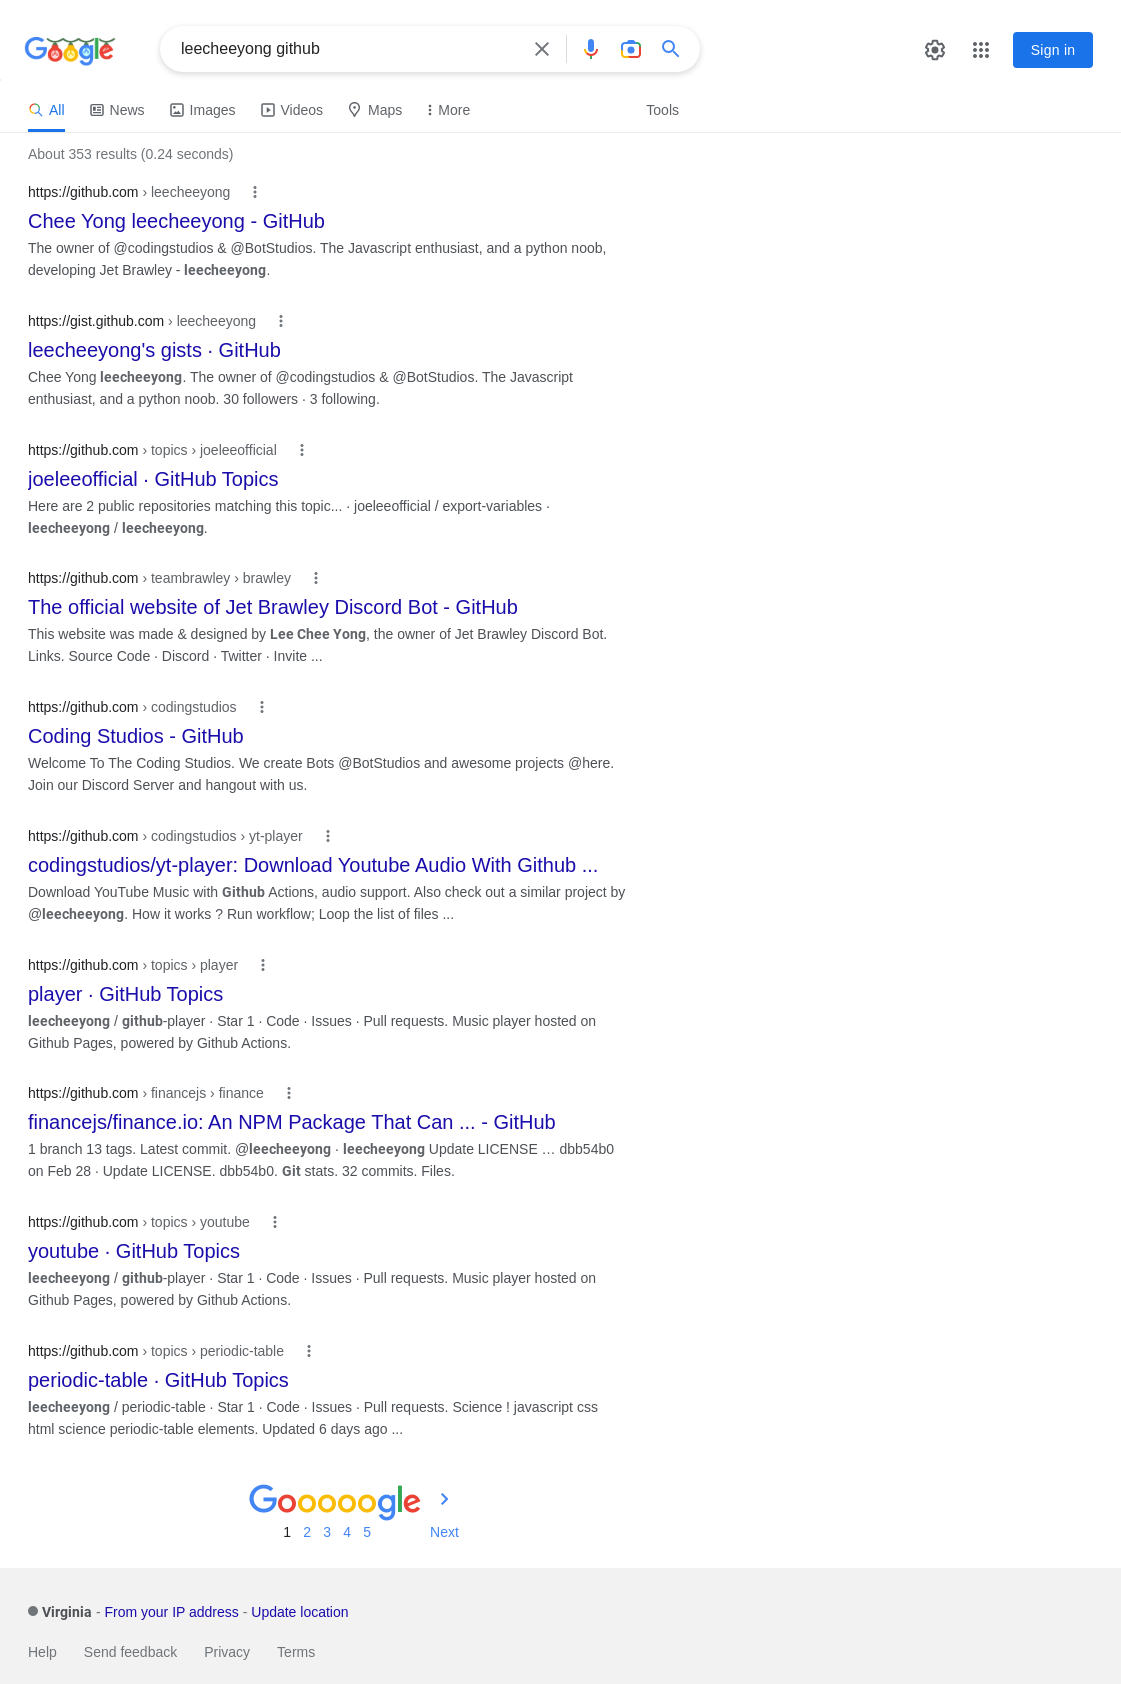 Google
leecheeyong github
Sign in
All News Images Videos Maps More Tools
About 353 results (0.24 seconds)
https://github.com › leecheeyong
Chee Yong leecheeyong - GitHub
The owner of @codingstudios & @BotStudios. The Javascript enthusiast, and a python noob,
developing Jet Brawley - leecheeyong.
https://gist.github.com › leecheeyong
leecheeyong's gists · GitHub
Chee Yong leecheeyong. The owner of @codingstudios & @BotStudios. The Javascript
enthusiast, and a python noob. 30 followers · 3 following.
https://github.com › topics › joeleeofficial
joeleeofficial · GitHub Topics
Here are 2 public repositories matching this topic... · joeleeofficial / export-variables ·
leecheeyong / leecheeyong.
https://github.com › teambrawley › brawley
The official website of Jet Brawley Discord Bot - GitHub
This website was made & designed by Lee Chee Yong, the owner of Jet Brawley Discord Bot.
Links. Source Code · Discord · Twitter · Invite ...
https://github.com › codingstudios
Coding Studios - GitHub
Welcome To The Coding Studios. We create Bots @BotStudios and awesome projects @here.
Join our Discord Server and hangout with us.
https://github.com › codingstudios › yt-player
codingstudios/yt-player: Download Youtube Audio With Github ...
Download YouTube Music with Github Actions, audio support. Also check out a similar project by
@leecheeyong. How it works ? Run workflow; Loop the list of files ...
https://github.com › topics › player
player · GitHub Topics
leecheeyong / github-player · Star 1 · Code · Issues · Pull requests. Music player hosted on
Github Pages, powered by Github Actions.
https://github.com › financejs › finance
financejs/finance.io: An NPM Package That Can ... - GitHub
1 branch 13 tags. Latest commit. @leecheeyong · leecheeyong Update LICENSE … dbb54b0
on Feb 28 · Update LICENSE. dbb54b0. Git stats. 32 commits. Files.
https://github.com › topics › youtube
youtube · GitHub Topics
leecheeyong / github-player · Star 1 · Code · Issues · Pull requests. Music player hosted on
Github Pages, powered by Github Actions.
https://github.com › topics › periodic-table
periodic-table · GitHub Topics
leecheeyong / periodic-table · Star 1 · Code · Issues · Pull requests. Science ! javascript css
html science periodic-table elements. Updated 6 days ago ...
Gooooogle
1 2 3 4 5 Next
Virginia - From your IP address - Update location
Help Send feedback Privacy Terms